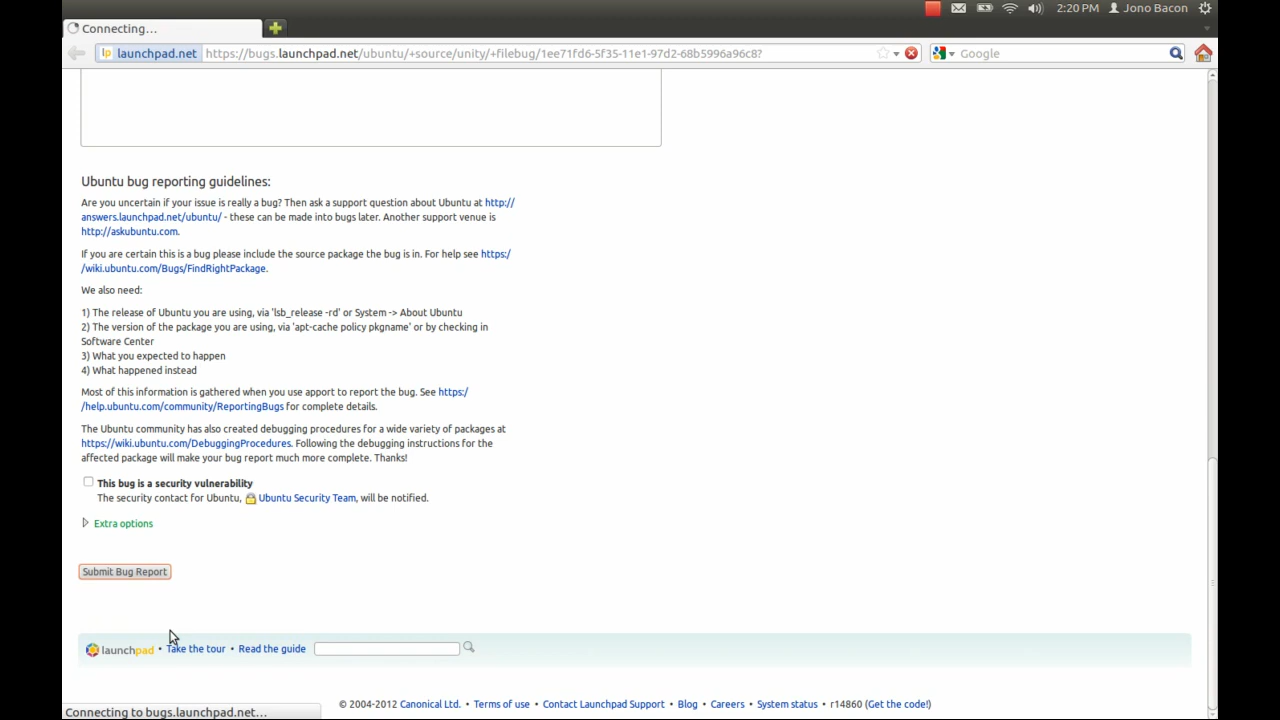 2:20 PM Jono Bacon
Connecting…
launchpad.net https://bugs.launchpad.net/ubuntu/+source/unity/+filebug/1ee71fd6-5f35-11e1-97d2-68b5996a96c8? Google
Ubuntu bug reporting guidelines:
Are you uncertain if your issue is really a bug? Then ask a support question about Ubuntu at http://
answers.launchpad.net/ubuntu/ - these can be made into bugs later. Another support venue is
http://askubuntu.com.
If you are certain this is a bug please include the source package the bug is in. For help see https:/
/wiki.ubuntu.com/Bugs/FindRightPackage.
We also need:
1) The release of Ubuntu you are using, via 'lsb_release -rd' or System -> About Ubuntu
2) The version of the package you are using, via 'apt-cache policy pkgname' or by checking in
Software Center
3) What you expected to happen
4) What happened instead
Most of this information is gathered when you use apport to report the bug. See https:/
/help.ubuntu.com/community/ReportingBugs for complete details.
The Ubuntu community has also created debugging procedures for a wide variety of packages at
https://wiki.ubuntu.com/DebuggingProcedures. Following the debugging instructions for the
affected package will make your bug report much more complete. Thanks!
This bug is a security vulnerability
The security contact for Ubuntu, Ubuntu Security Team, will be notified.
Extra options
Submit Bug Report
launchpad • Take the tour • Read the guide
© 2004-2012 Canonical Ltd. • Terms of use • Contact Launchpad Support • Blog • Careers • System status • r14860 (Get the code!)
Connecting to bugs.launchpad.net…